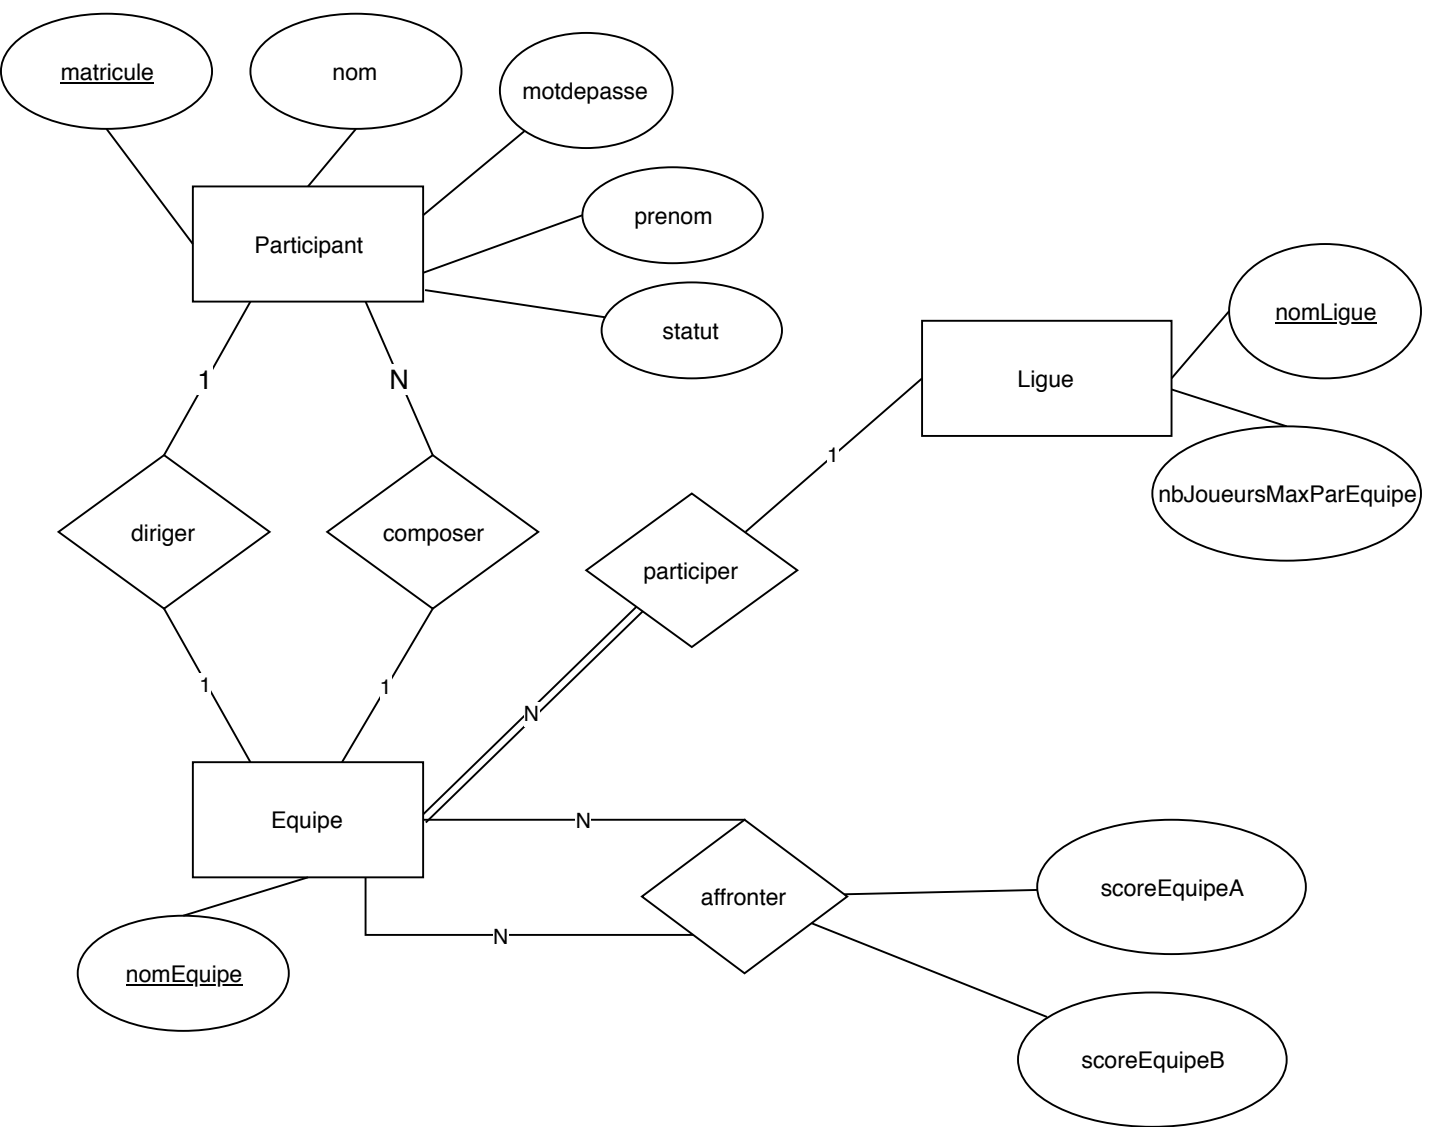 matricule
nom
motdepasse
prenom
Participant
statut
nomLigue
Ligue
1
N
1
nbJoueursMaxParEquipe
diriger
composer
participer
1
1
N
Equipe
N
affronter
scoreEquipeA
N
nomEquipe
scoreEquipeB